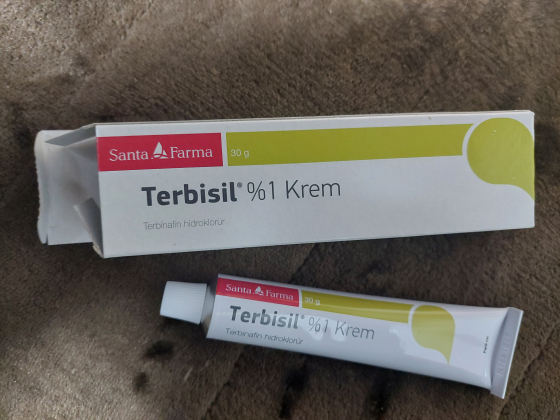 Santa Farma
30 g
Terbisil® %1 Krem
Terbinafin hidroklorür
Santa Farma
30 g
Terbisil® %1 Krem
Terbinafin hidroklorür